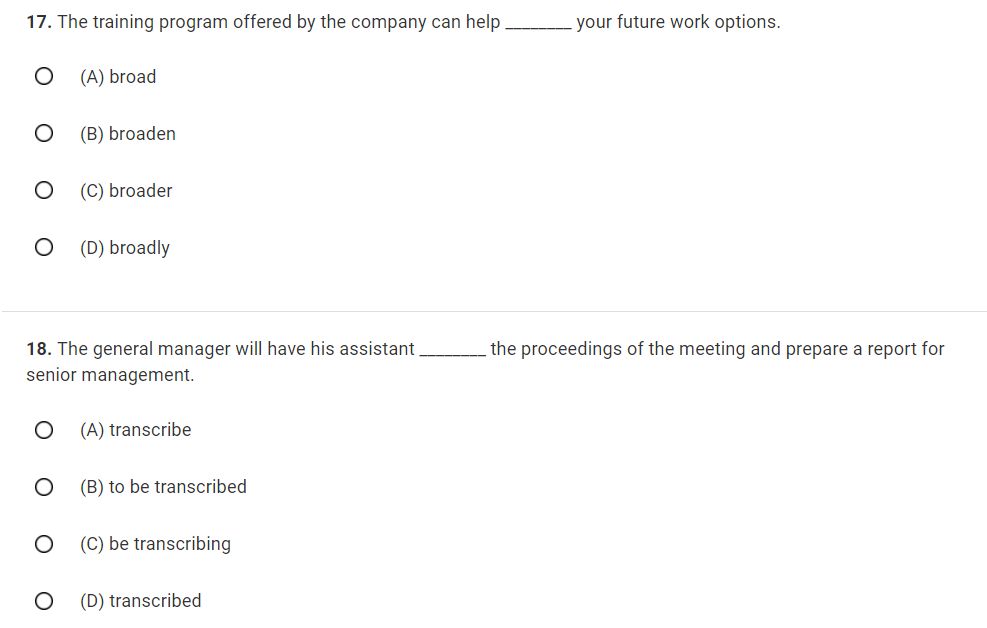 17. The training program offered by the company can help ________ your future work options.
(A) broad
(B) broaden
(C) broader
(D) broadly
18. The general manager will have his assistant ________ the proceedings of the meeting and prepare a report for
senior management.
(A) transcribe
(B) to be transcribed
(C) be transcribing
(D) transcribed